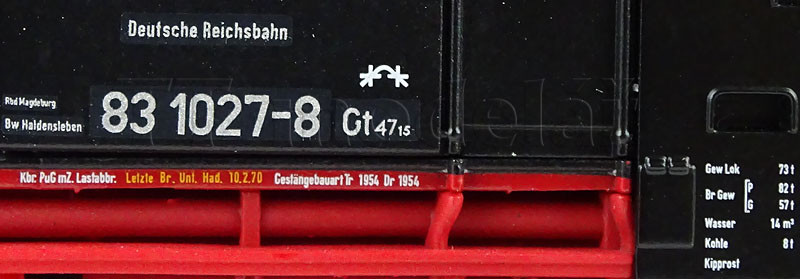 Deutsche Reichsbahn
Rbd Magdeburg
Bw Haldensleben
83 1027-8
Gt 47 15
Kbr. PuG mZ. Lastabbr. Letzte Br. Unt. Had. 10.2.70 Gestängebauart Tr 1954 Dr 1954
Gew Lok 73 t
Br Gew P 82 t
G 57 t
Wasser 14 m³
Kohle 8 t
Kipprost